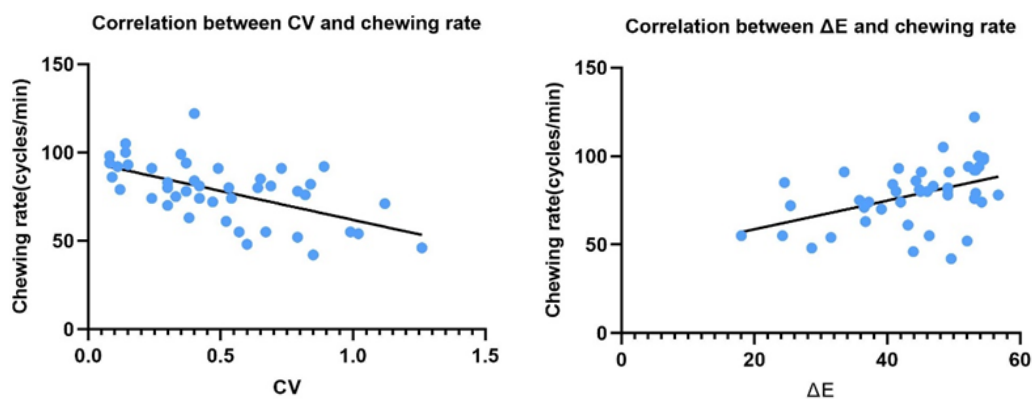 Correlation between CV and chewing rate
Chewing rate(cycles/min)
150
100
50
0
0.0 0.5 1.0 1.5
CV
Correlation between ΔE and chewing rate
Chewing rate(cycles/min)
150
100
50
0
0 20 40 60
ΔE